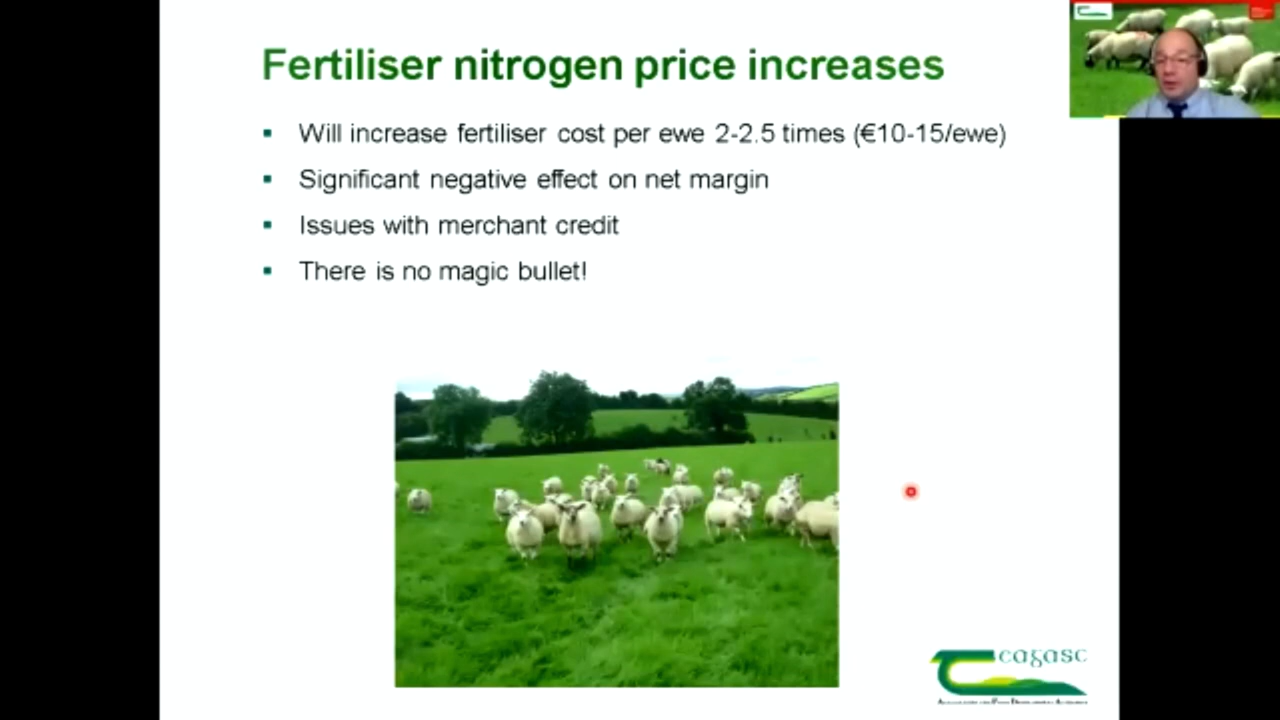 Fertiliser nitrogen price increases
▪ Will increase fertiliser cost per ewe 2-2.5 times (€10-15/ewe)
▪ Significant negative effect on net margin
▪ Issues with merchant credit
▪ There is no magic bullet!
eagasc